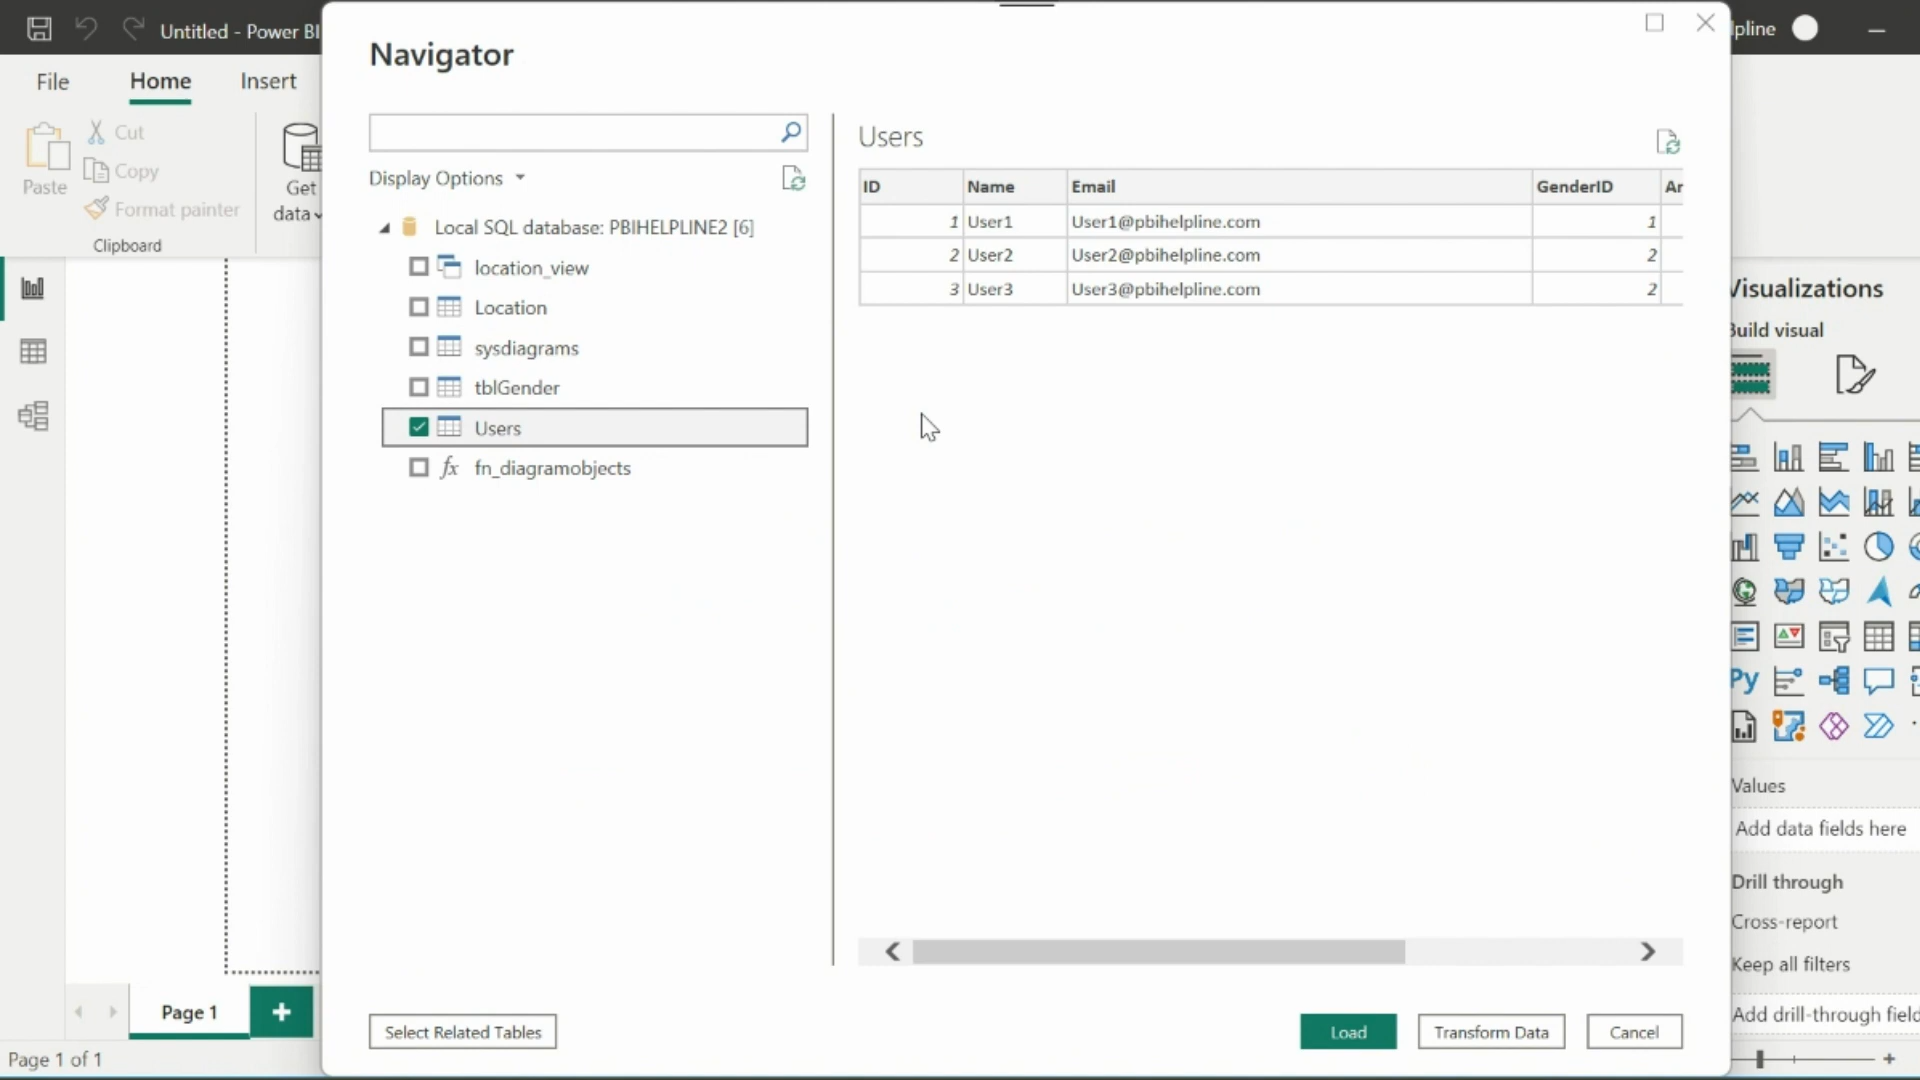 Untitled - Power BI
pline
File
Home
Insert
Paste
Cut
Copy
Format painter
Clipboard
Get
data
Navigator
Display Options
Local SQL database: PBIHELPLINE2 [6]
location_view
Location
sysdiagrams
tblGender
Users
fx fn_diagramobjects
Users
ID Name Email GenderID
1 User1 User1@pbihelpline.com 1
2 User2 User2@pbihelpline.com 2
3 User3 User3@pbihelpline.com 2
Select Related Tables
Load
Transform Data
Cancel
Visualizations
Build visual
Py
Values
Add data fields here
Drill through
Cross-report
Keep all filters
Add drill-through field
Page 1
Page 1 of 1